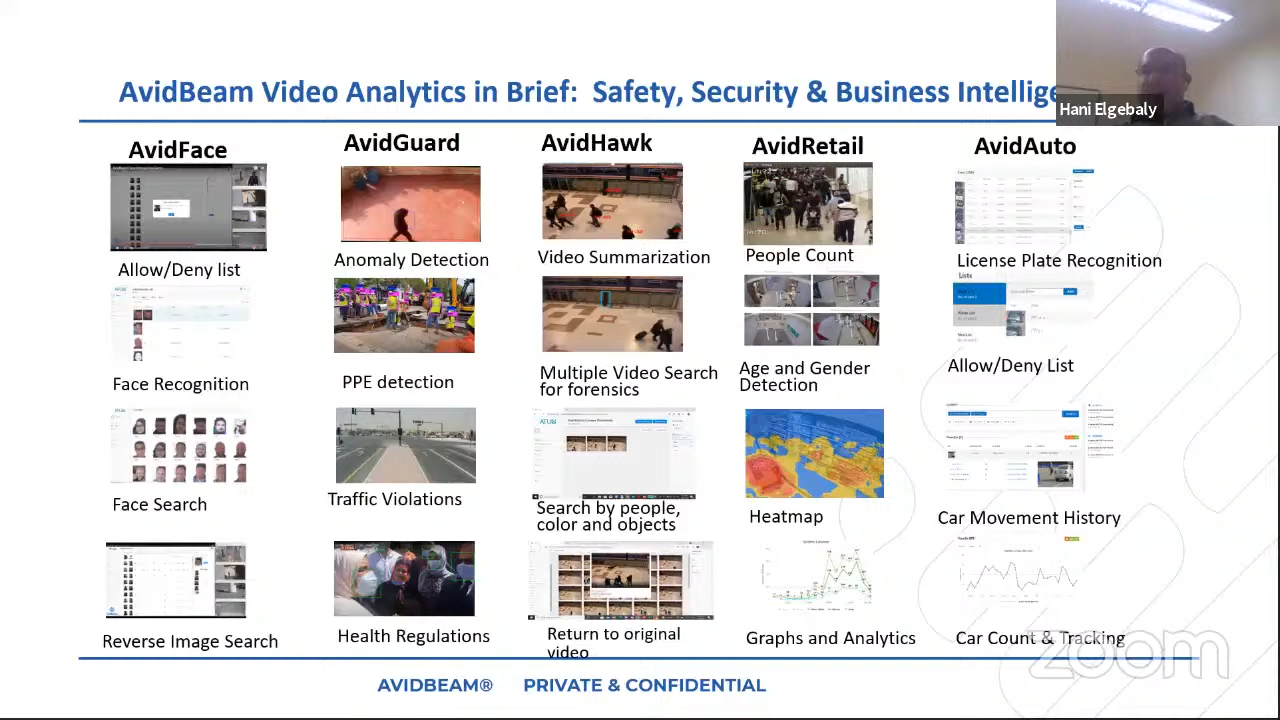 AvidBeam Video Analytics in Brief: Safety, Security & Business Intellige
Hani Elgebaly
AvidFace
AvidGuard
AvidHawk
AvidRetail
AvidAuto
Allow/Deny list
Anomaly Detection
Video Summarization
People Count
License Plate Recognition
Lists
Face Recognition
PPE detection
Multiple Video Search
for forensics
Age and Gender
Detection
Allow/Deny List
Face Search
Traffic Violations
Search by people,
color and objects
Heatmap
Car Movement History
Reverse Image Search
Health Regulations
Return to original
video
Graphs and Analytics
Car Count & Tracking
zoom
AVIDBEAM® PRIVATE & CONFIDENTIAL